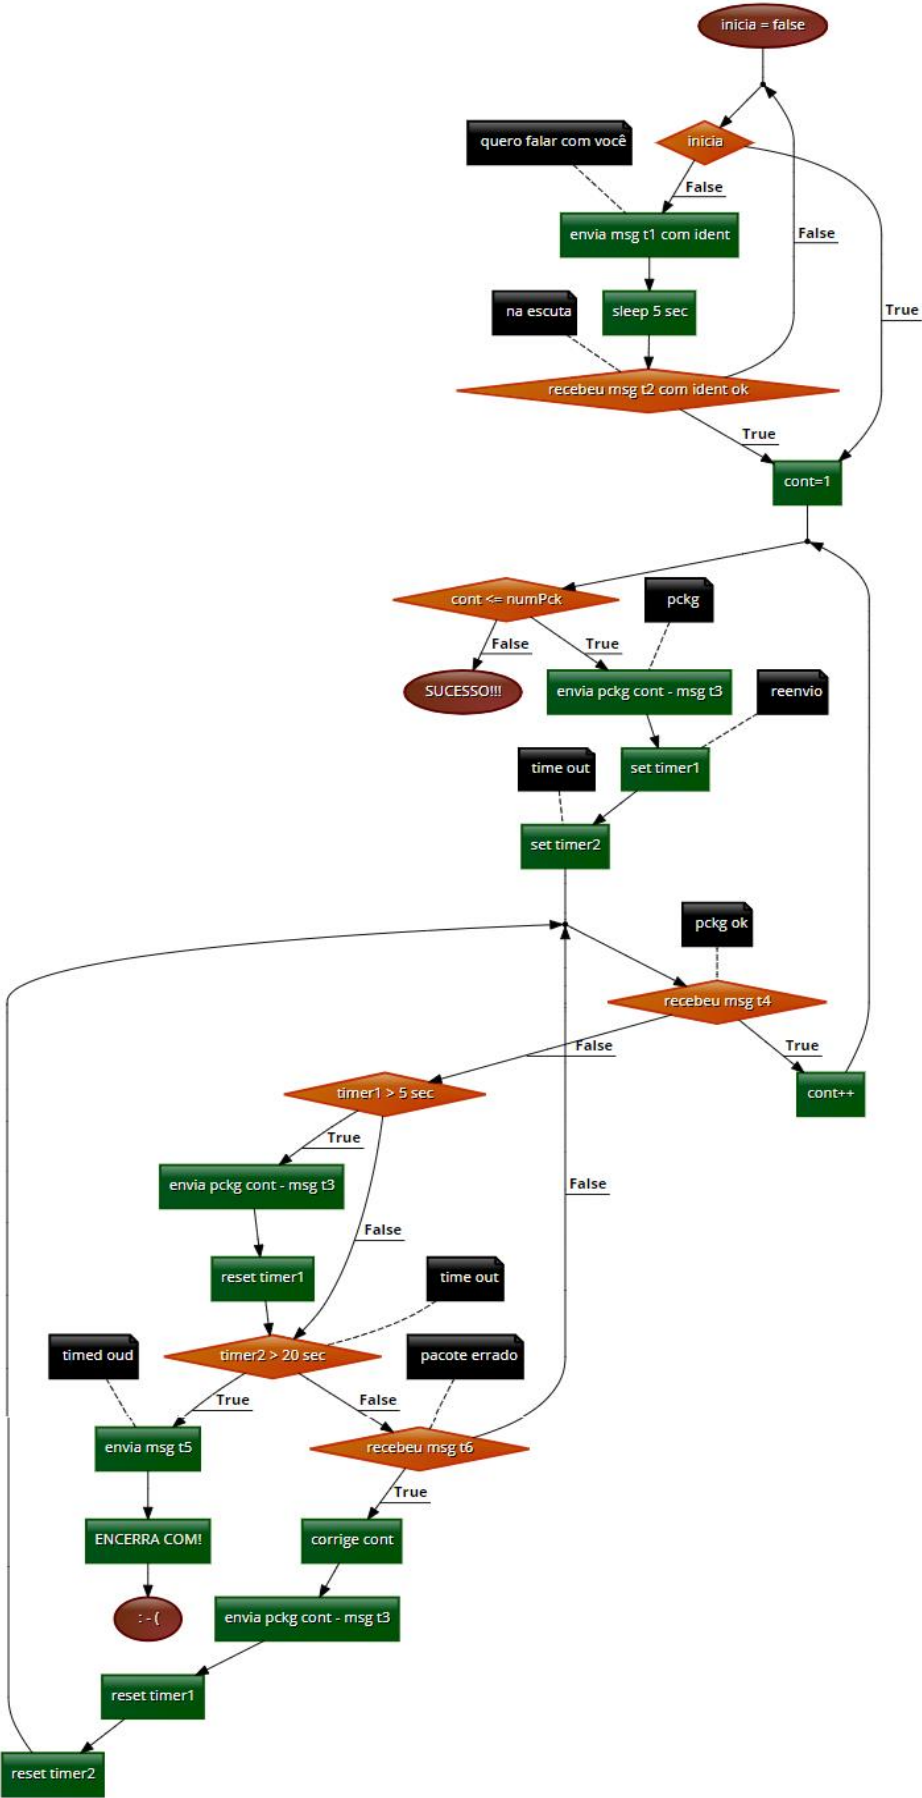 inicia = false
inicia
quero falar com você
False
envia msg t1 com ident
False
sleep 5 sec
na escuta
True
recebeu msg t2 com ident ok
True
cont=1
cont <= numPck
pckg
False
True
SUCESSO!!!
envia pckg cont - msg t3
reenvio
time out
set timer1
set timer2
pckg ok
recebeu msg t4
False
True
timer1 > 5 sec
cont++
True
envia pckg cont - msg t3
False
False
reset timer1
time out
timed oud
timer2 > 20 sec
pacote errado
True
False
envia msg t5
recebeu msg t6
True
ENCERRA COM!
corrige cont
: - (
envia pckg cont - msg t3
reset timer1
reset timer2